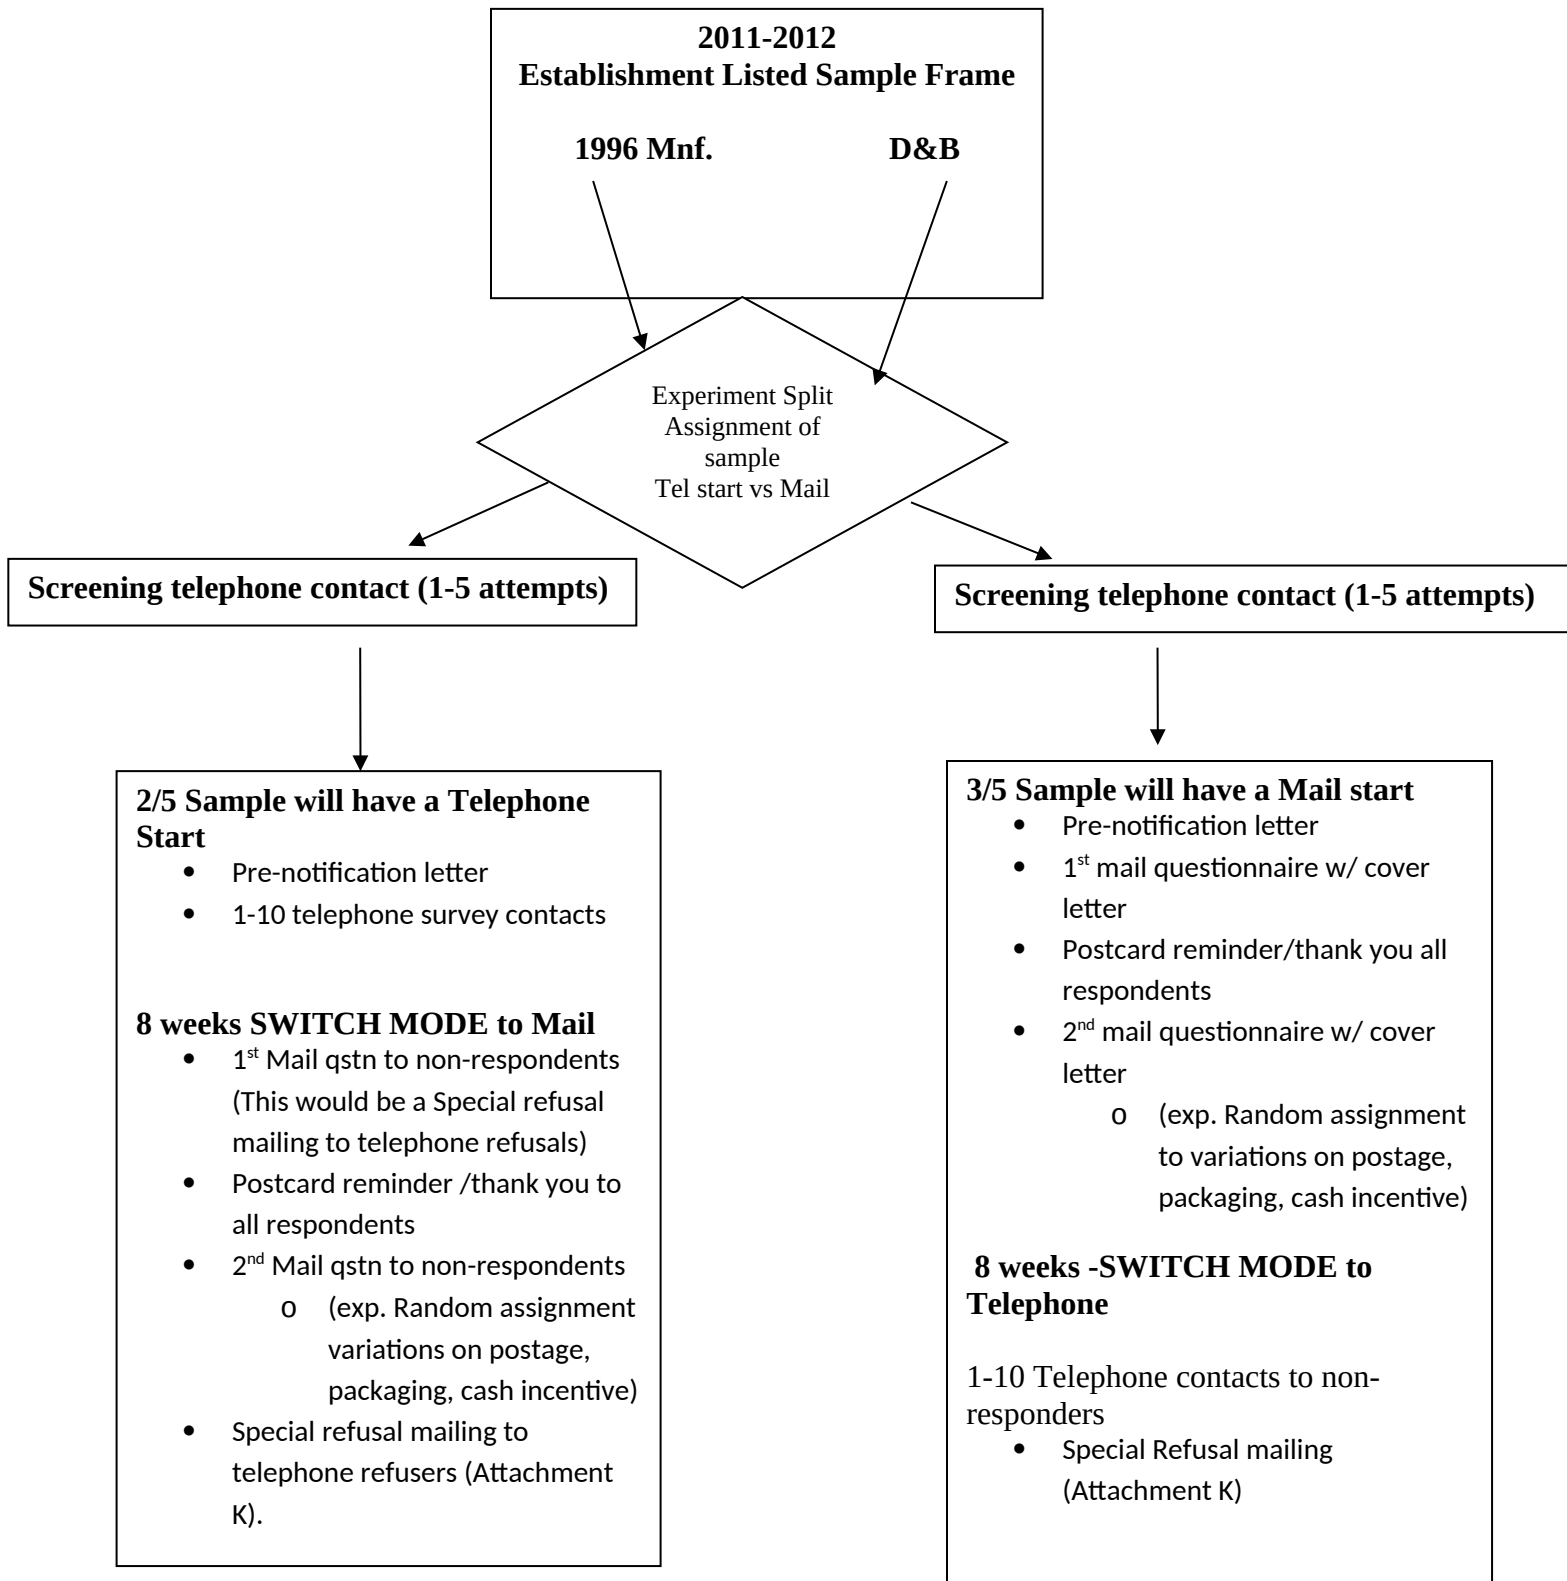 2011-2012
Establishment Listed Sample Frame
1996 Mnf. D&B
Experiment Split
Assignment of
sample
Tel start vs Mail
Screening telephone contact (1-5 attempts)
Screening telephone contact (1-5 attempts)
2/5 Sample will have a Telephone
Start
• Pre-notification letter
• 1-10 telephone survey contacts
8 weeks SWITCH MODE to Mail
• 1st Mail qstn to non-respondents
(This would be a Special refusal
mailing to telephone refusals)
• Postcard reminder /thank you to
all respondents
• 2nd Mail qstn to non-respondents
o (exp. Random assignment
variations on postage,
packaging, cash incentive)
• Special refusal mailing to
telephone refusers (Attachment
K).
3/5 Sample will have a Mail start
• Pre-notification letter
• 1st mail questionnaire w/ cover
letter
• Postcard reminder/thank you all
respondents
• 2nd mail questionnaire w/ cover
letter
o (exp. Random assignment
to variations on postage,
packaging, cash incentive)
8 weeks -SWITCH MODE to
Telephone
1-10 Telephone contacts to non-
responders
• Special Refusal mailing
(Attachment K)